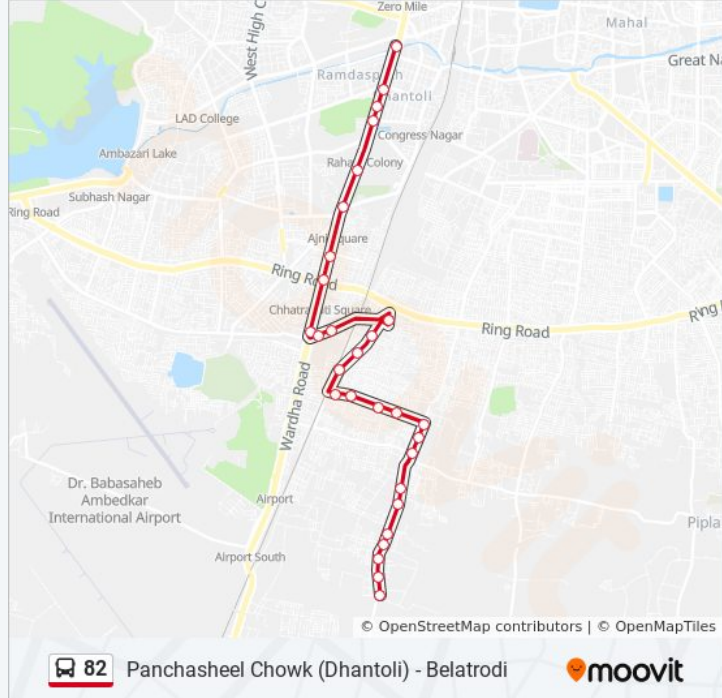 Zero Mile
Mahal
West High C
Great Na
Ramdaspeth
Dhantoli
LAD College
Congress Nagar
Ambazari Lake
Rahate Colony
Subhash Nagar
Ring Road
Ajni Square
Ring Road
Chhatrapati Square
Ring Road
Ring R
Wardha Road
Dr. Babasaheb
Ambedkar
International Airport
Airport
Pipla
Airport South
© OpenStreetMap contributors | © OpenMapTiles
82 Panchasheel Chowk (Dhantoli) - Belatrodi
moovit